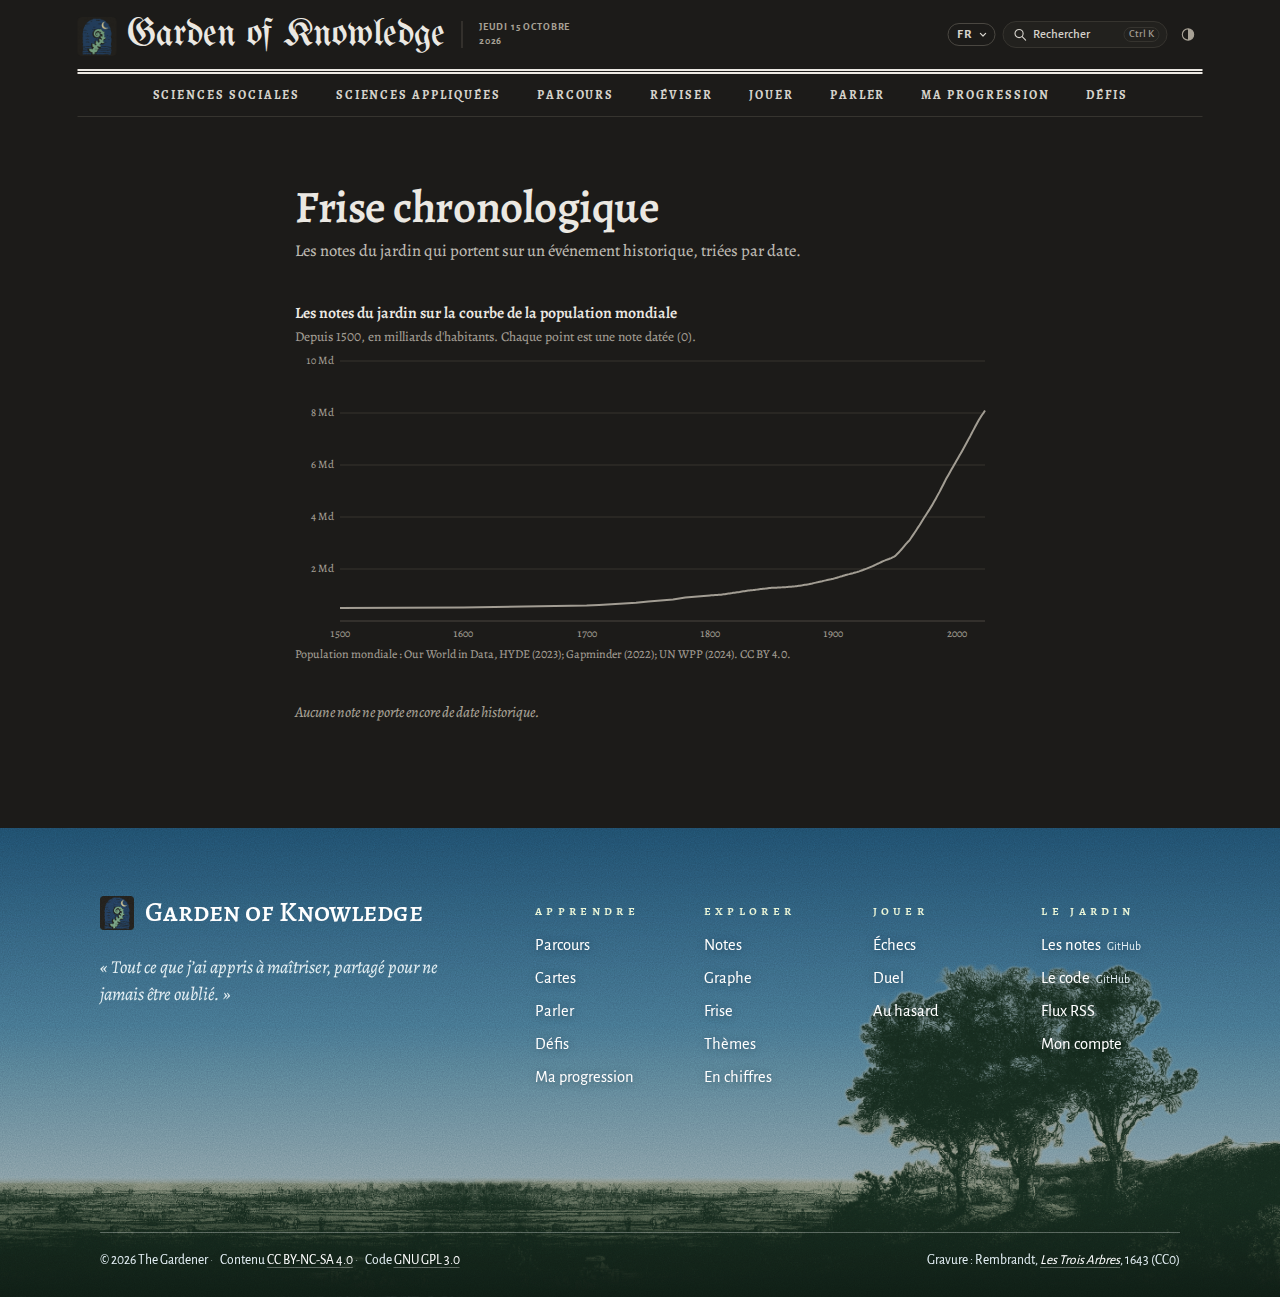 Garden of Knowledge
JEUDI 15 OCTOBRE
2026
FR
Rechercher
Ctrl K
SCIENCES SOCIALES
SCIENCES APPLIQUÉES
PARCOURS
RÉVISER
JOUER
PARLER
MA PROGRESSION
DÉFIS
Frise chronologique
Les notes du jardin qui portent sur un événement historique, triées par date.
Les notes du jardin sur la courbe de la population mondiale
Depuis 1500, en milliards d'habitants. Chaque point est une note datée (0).
10 Md
8 Md
6 Md
4 Md
2 Md
1500 1600 1700 1800 1900 2000
Population mondiale : Our World in Data, HYDE (2023); Gapminder (2022); UN WPP (2024). CC BY 4.0.
Aucune note ne porte encore de date historique.
Garden of Knowledge
« Tout ce que j’ai appris à maîtriser, partagé pour ne
jamais être oublié. »
APPRENDRE
Parcours
Cartes
Parler
Défis
Ma progression
EXPLORER
Notes
Graphe
Frise
Thèmes
En chiffres
JOUER
Échecs
Duel
Au hasard
LE JARDIN
Les notes GitHub
Le code GitHub
Flux RSS
Mon compte
© 2026 The Gardener · Contenu CC BY-NC-SA 4.0 · Code GNU GPL 3.0
Gravure : Rembrandt, Les Trois Arbres, 1643 (CC0)